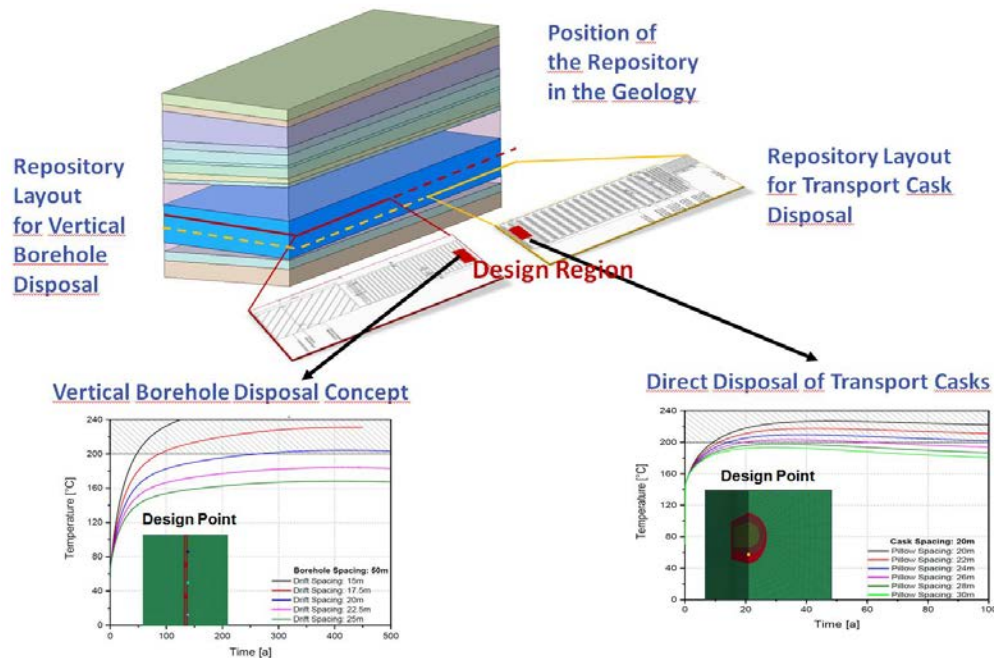 Position of
the Repository
in the Geology
Repository
Layout
for Vertical
Borehole
Disposal
Repository Layout
for Transport Cask
Disposal
Design Region
Vertical Borehole Disposal Concept
240
200
160
120
80
40
0
Temperature [°C]
Design Point
Borehole Spacing: 50m
Drift Spacing: 15m
Drift Spacing: 17.5m
Drift Spacing: 20m
Drift Spacing: 22.5m
Drift Spacing: 25m
0 100 200 300 400 500
Time [a]
Direct Disposal of Transport Casks
240
200
160
120
80
40
0
Temperature [°C]
Design Point
Cask Spacing: 20m
Pillow Spacing: 20m
Pillow Spacing: 22m
Pillow Spacing: 24m
Pillow Spacing: 26m
Pillow Spacing: 28m
Pillow Spacing: 30m
0 20 40 60 80 100
Time [a]